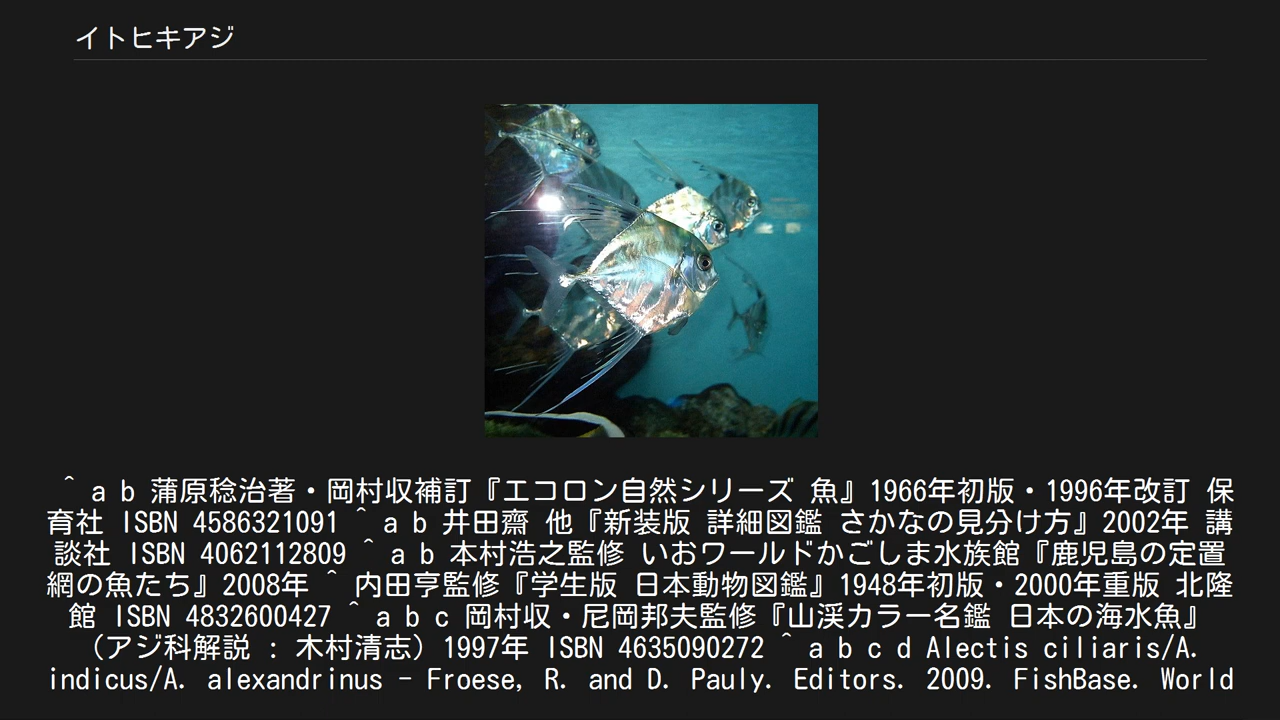 イトヒキアジ
^ a b 蒲原稔治著・岡村収補訂『エコロン自然シリーズ 魚』1966年初版・1996年改訂 保
育社 ISBN 4586321091 ^ a b 井田齋 他『新装版 詳細図鑑 さかなの見分け方』2002年 講
談社 ISBN 4062112809 ^ a b 本村浩之監修 いおワールドかごしま水族館『鹿児島の定置
網の魚たち』2008年 ^ 内田亨監修『学生版 日本動物図鑑』1948年初版・2000年重版 北隆
館 ISBN 4832600427 ^ a b c 岡村収・尼岡邦夫監修『山渓カラー名鑑 日本の海水魚』
（アジ科解説 : 木村清志）1997年 ISBN 4635090272 ^ a b c d Alectis ciliaris/A.
indicus/A. alexandrinus - Froese, R. and D. Pauly. Editors. 2009. FishBase. World